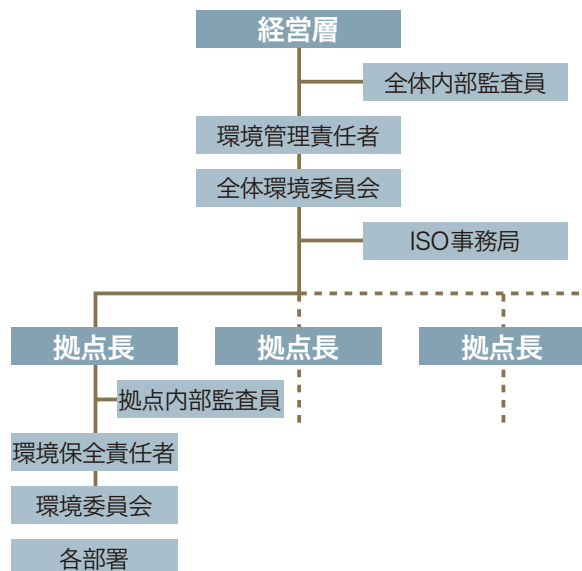 経営層
全体内部監査員
環境管理責任者
全体環境委員会
ISO事務局
拠点長
拠点長
拠点長
拠点内部監査員
環境保全責任者
環境委員会
各部署